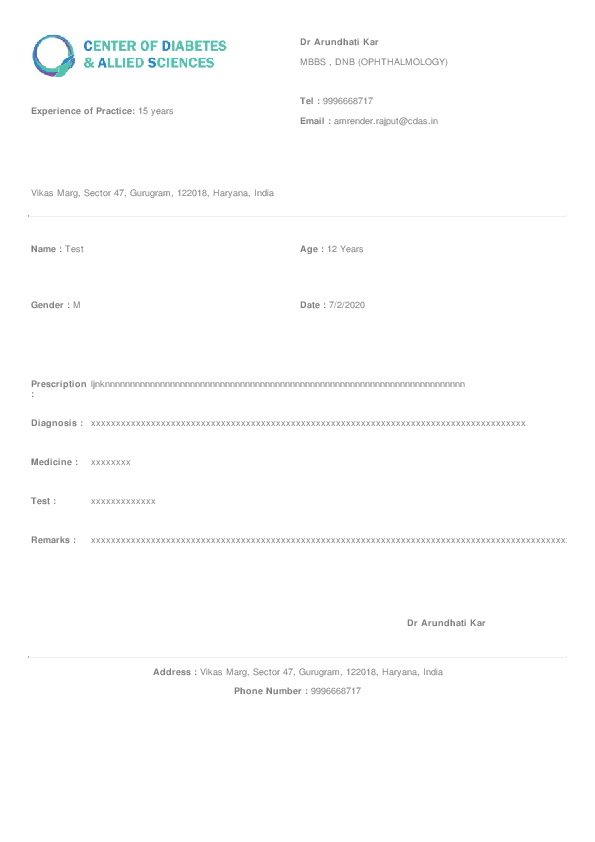 CENTER OF DIABETES
& ALLIED SCIENCES
Dr Arundhati Kar
MBBS , DNB (OPHTHALMOLOGY)
Tel : 9996668717
Experience of Practice: 15 years
Email : amrender.rajput@cdas.in
Vikas Marg, Sector 47, Gurugram, 122018, Haryana, India
Name : Test
Age : 12 Years
Gender : M
Date : 7/2/2020
Prescription : ljnknnnnnnnnnnnnnnnnnnnnnnnnnnnnnnnnnnnnnnnnnnnnnnnnnnnnnnnnnnnnnnnnnnnnnnnnnn
Diagnosis : xxxxxxxxxxxxxxxxxxxxxxxxxxxxxxxxxxxxxxxxxxxxxxxxxxxxxxxxxxxxxxxxxxxxxxxxxxxxxxxxxxxxxxx
Medicine : xxxxxxxx
Test : xxxxxxxxxxxxx
Remarks : xxxxxxxxxxxxxxxxxxxxxxxxxxxxxxxxxxxxxxxxxxxxxxxxxxxxxxxxxxxxxxxxxxxxxxxxxxxxxxxxxxxxxxxxxxxxxxx
Dr Arundhati Kar
Address : Vikas Marg, Sector 47, Gurugram, 122018, Haryana, India
Phone Number : 9996668717